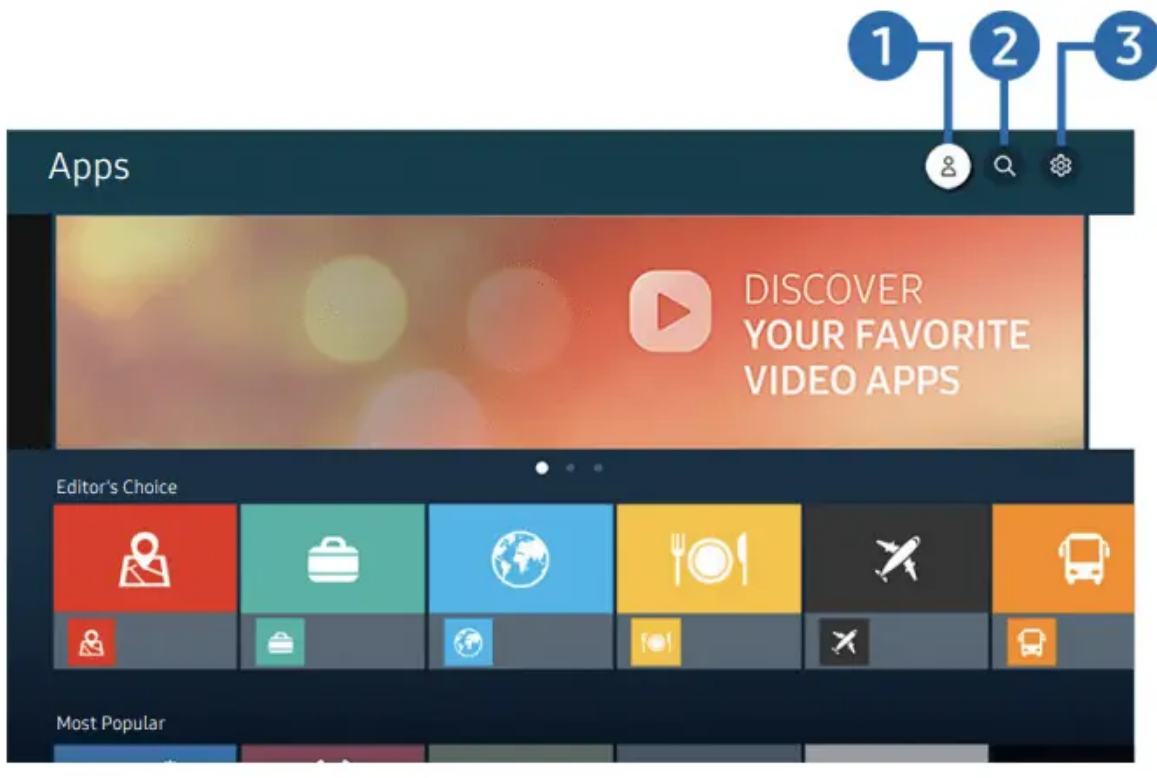 1 2 3
Apps
DISCOVER
YOUR FAVORITE
VIDEO APPS
Editor's Choice
Most Popular